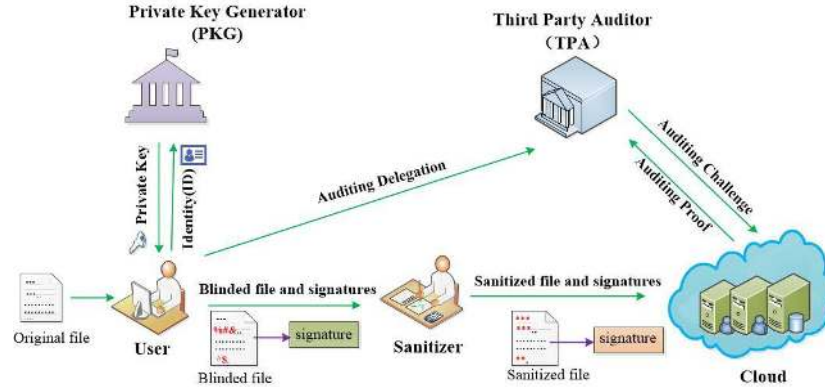 Private Key Generator
(PKG)
Third Party Auditor
（TPA）
Private Key
Identity(ID)
Auditing Delegation
Auditing Challenge
Auditing Proof
Blinded file and signatures
Sanitized file and signatures
Original file
User
%#&..
^$.
signature
Blinded file
Sanitizer
***
***
**.
signature
Sanitized file
Cloud